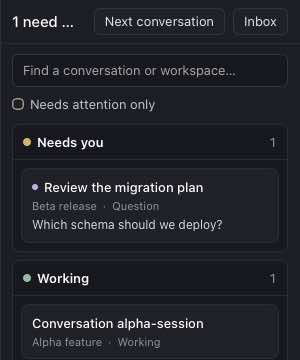 1 need ...
Next conversation
Inbox
Find a conversation or workspace...
Needs attention only
Needs you
1
Review the migration plan
Beta release · Question
Which schema should we deploy?
Working
1
Conversation alpha-session
Alpha feature · Working